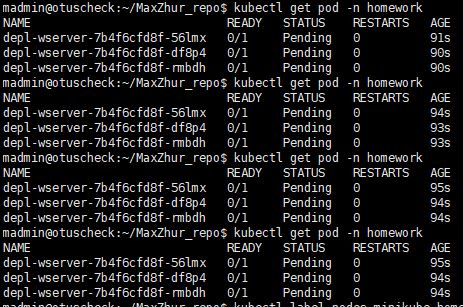 madmin@otuscheck:~/MaxZhur_repo$ kubectl get pod -n homework
NAME READY STATUS RESTARTS AGE
depl-wserver-7b4f6cfd8f-56lmx 0/1 Pending 0 91s
depl-wserver-7b4f6cfd8f-df8p4 0/1 Pending 0 90s
depl-wserver-7b4f6cfd8f-rmbdh 0/1 Pending 0 90s
madmin@otuscheck:~/MaxZhur_repo$ kubectl get pod -n homework
NAME READY STATUS RESTARTS AGE
depl-wserver-7b4f6cfd8f-56lmx 0/1 Pending 0 94s
depl-wserver-7b4f6cfd8f-df8p4 0/1 Pending 0 93s
depl-wserver-7b4f6cfd8f-rmbdh 0/1 Pending 0 93s
madmin@otuscheck:~/MaxZhur_repo$ kubectl get pod -n homework
NAME READY STATUS RESTARTS AGE
depl-wserver-7b4f6cfd8f-56lmx 0/1 Pending 0 95s
depl-wserver-7b4f6cfd8f-df8p4 0/1 Pending 0 94s
depl-wserver-7b4f6cfd8f-rmbdh 0/1 Pending 0 94s
madmin@otuscheck:~/MaxZhur_repo$ kubectl get pod -n homework
NAME READY STATUS RESTARTS AGE
depl-wserver-7b4f6cfd8f-56lmx 0/1 Pending 0 95s
depl-wserver-7b4f6cfd8f-df8p4 0/1 Pending 0 94s
depl-wserver-7b4f6cfd8f-rmbdh 0/1 Pending 0 94s
madmin@otuscheck:~/MaxZhur_repo$ kubectl label nodes minikube